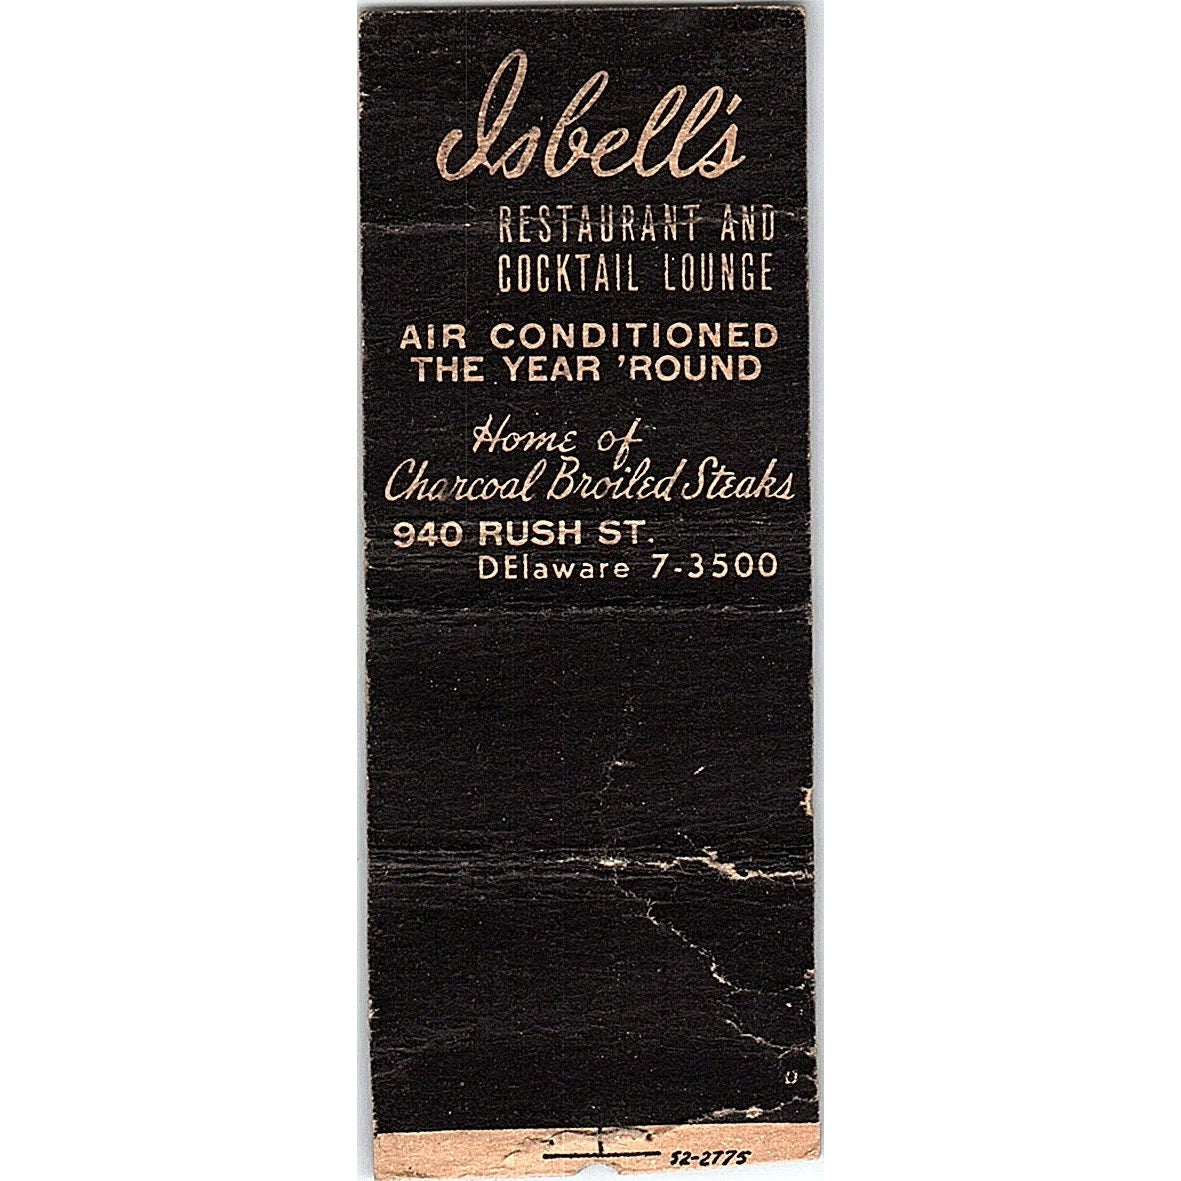 Isbell's
RESTAURANT AND
COCKTAIL LOUNGE
AIR CONDITIONED
THE YEAR 'ROUND
Home of
Charcoal Broiled Steaks
940 RUSH ST.
DElaware 7-3500
52-2775